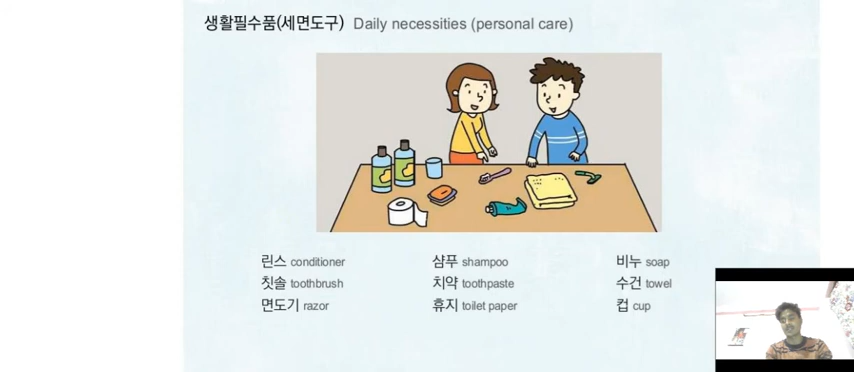 생활필수품(세면도구) Daily necessities (personal care)
린스 conditioner 샴푸 shampoo 비누 soap
칫솔 toothbrush 치약 toothpaste 수건 towel
면도기 razor 휴지 toilet paper 컵 cup